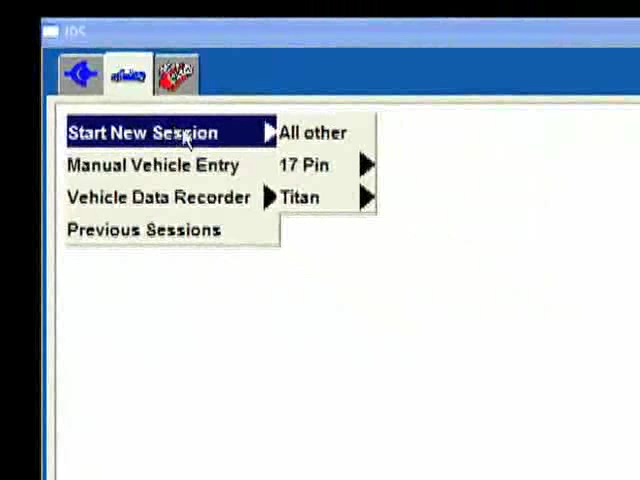 IDS
Start New Session
All other
Manual Vehicle Entry
17 Pin
Vehicle Data Recorder
Titan
Previous Sessions